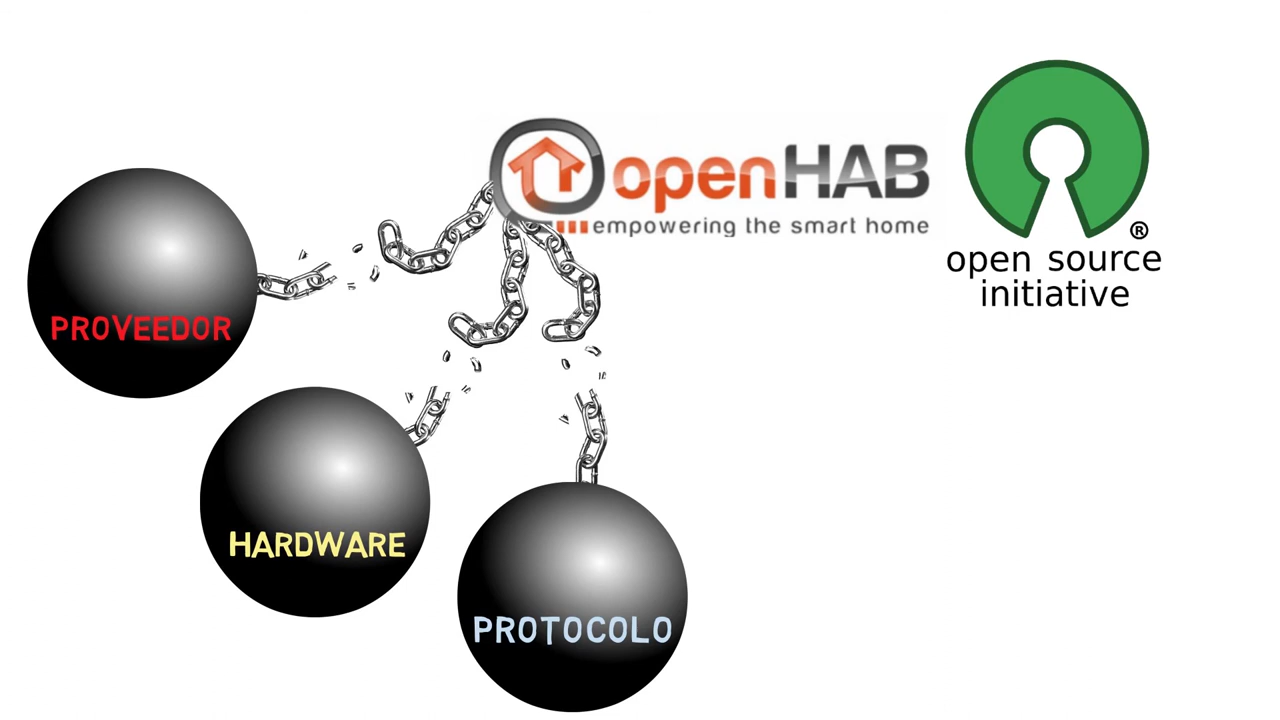 openHAB
empowering the smart home
®
open source
initiative
PROVEEDOR
HARDWARE
PROTOCOLO